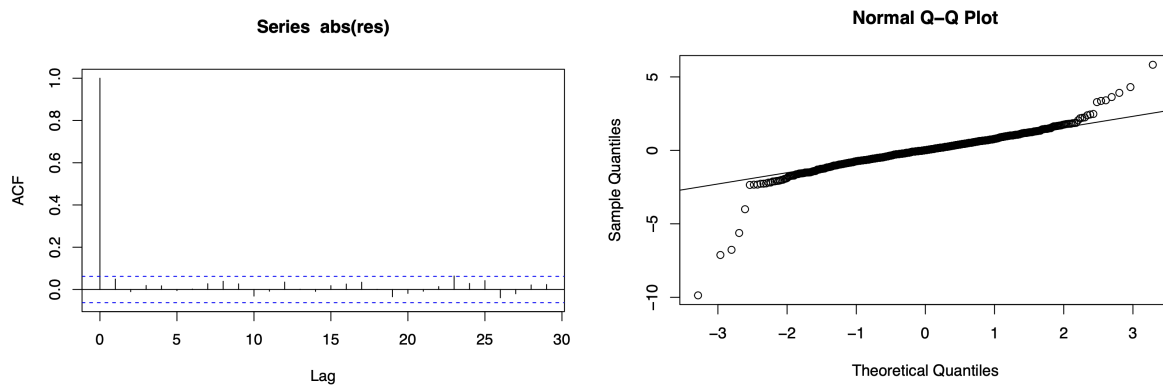 Series abs(res)
ACF
1.0
0.8
0.6
0.4
0.2
0.0
0 5 10 15 20 25 30
Lag
Normal Q−Q Plot
Sample Quantiles
5
0
−5
−10
−3 −2 −1 0 1 2 3
Theoretical Quantiles